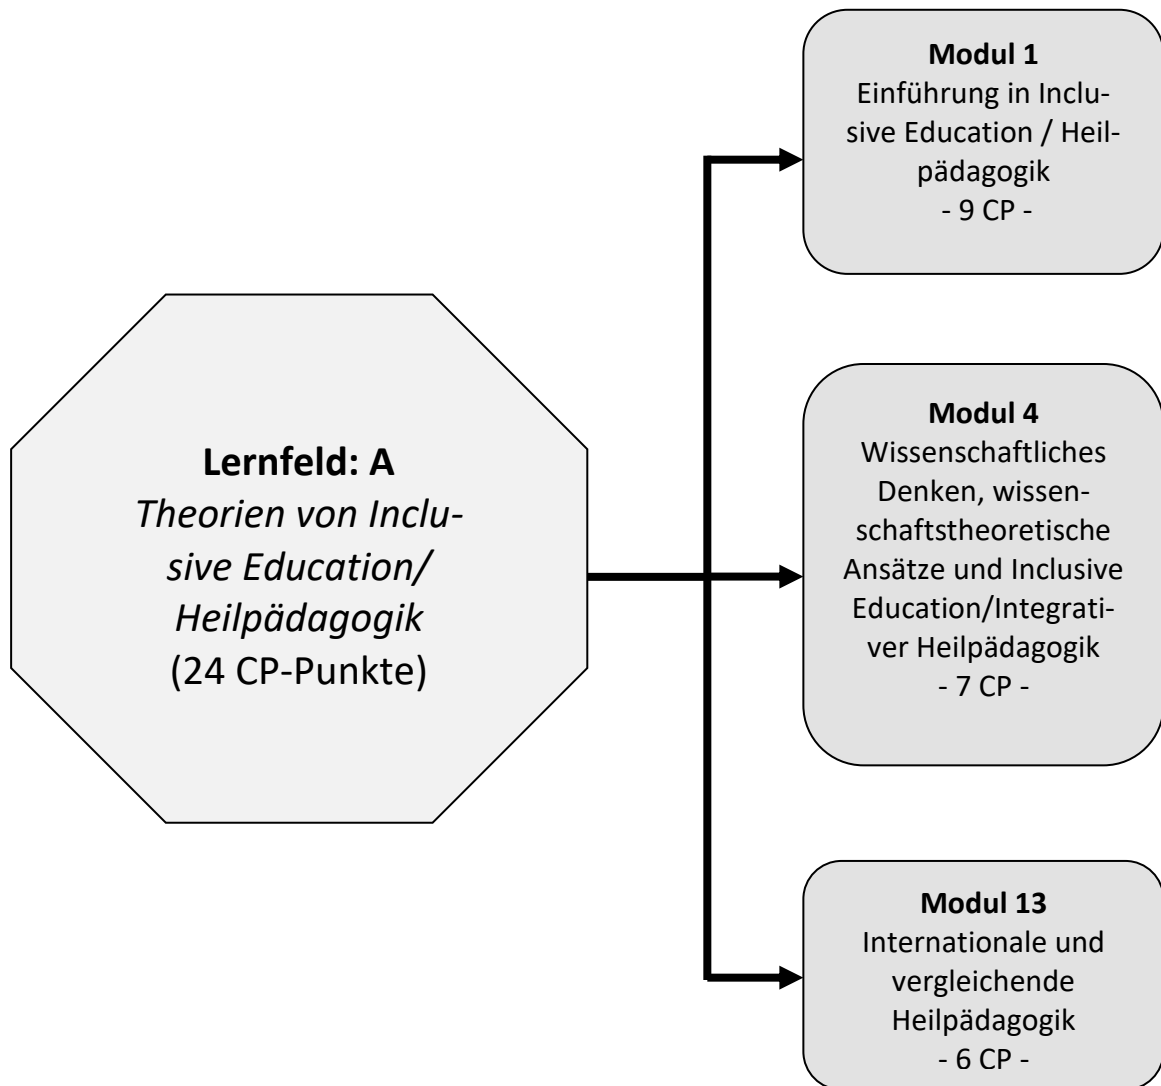 Modul 1
Einführung in Inclu-
sive Education / Heil-
pädagogik
- 9 CP -
Lernfeld: A
Theorien von Inclu-
sive Education/
Heilpädagogik
(24 CP-Punkte)
Modul 4
Wissenschaftliches
Denken, wissen-
schaftstheoretische
Ansätze und Inclusive
Education/Integrati-
ver Heilpädagogik
- 7 CP -
Modul 13
Internationale und
vergleichende
Heilpädagogik
- 6 CP -